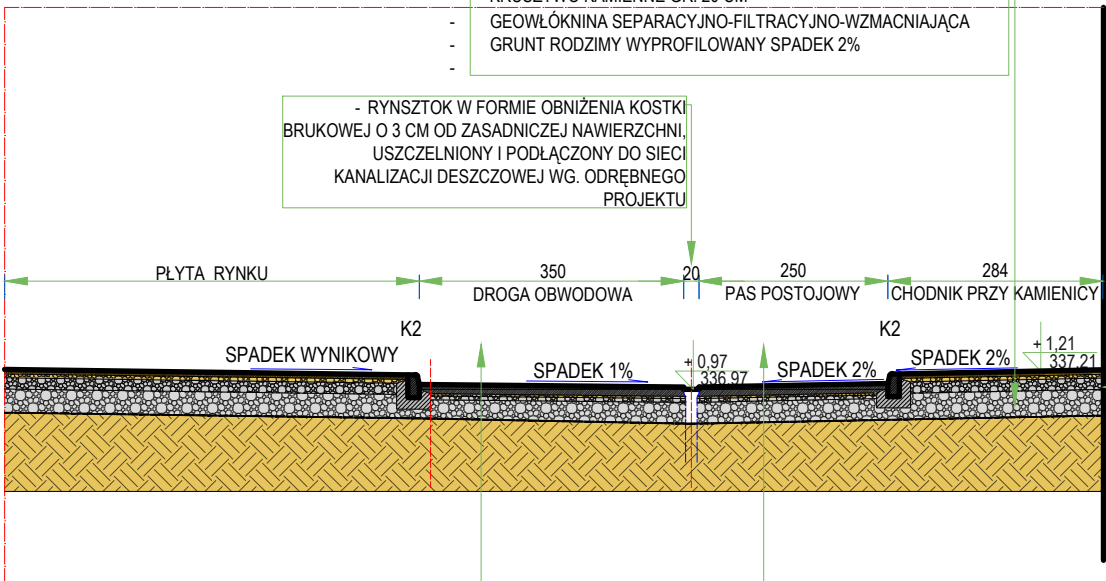 - GEOWŁÓKNINA SEPARACYJNO-FILTRACYJNO-WZMACNIAJĄCA
- GRUNT RODZIMY WYPROFILOWANY SPADEK 2%
-
- RYNSZTOK W FORMIE OBNIŻENIA KOSTKI
BRUKOWEJ O 3 CM OD ZASADNICZEJ NAWIERZCHNI,
USZCZELNIONY I PODŁĄCZONY DO SIECI
KANALIZACJI DESZCZOWEJ WG. ODRĘBNEGO
PROJEKTU
PŁYTA RYNKU
350
DROGA OBWODOWA
20
250
PAS POSTOJOWY
284
CHODNIK PRZY KAMIENICY
K2
K2
SPADEK WYNIKOWY
SPADEK 1%
+ 0,97
336.97
SPADEK 2%
SPADEK 2%
+ 1,21
337.21